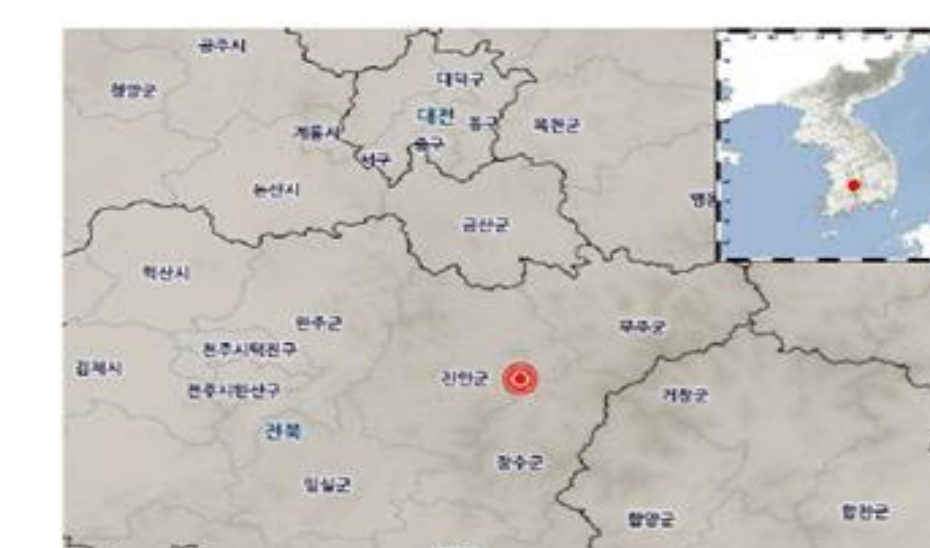 공주시
대덕구
청양군
대전
동구
옥천군
계룡시
중구
서구
논산시
금산군
익산시
완주군
무주군
전주시덕진구
김제시
진안군
전주시완산구
거창군
전북
장수군
임실군
함양군
합천군